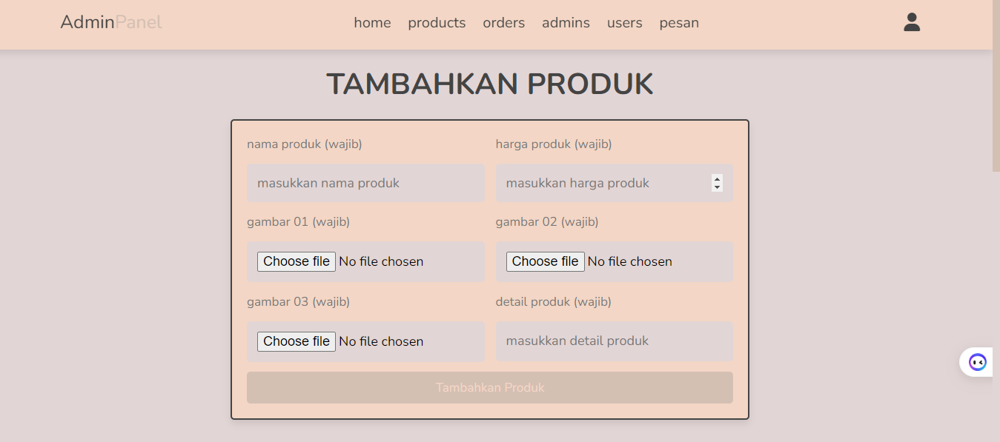 AdminPanel home products orders admins users pesan
TAMBAHKAN PRODUK
nama produk (wajib) harga produk (wajib)
masukkan nama produk masukkan harga produk
gambar 01 (wajib) gambar 02 (wajib)
Choose file No file chosen Choose file No file chosen
gambar 03 (wajib) detail produk (wajib)
Choose file No file chosen masukkan detail produk
Tambahkan Produk